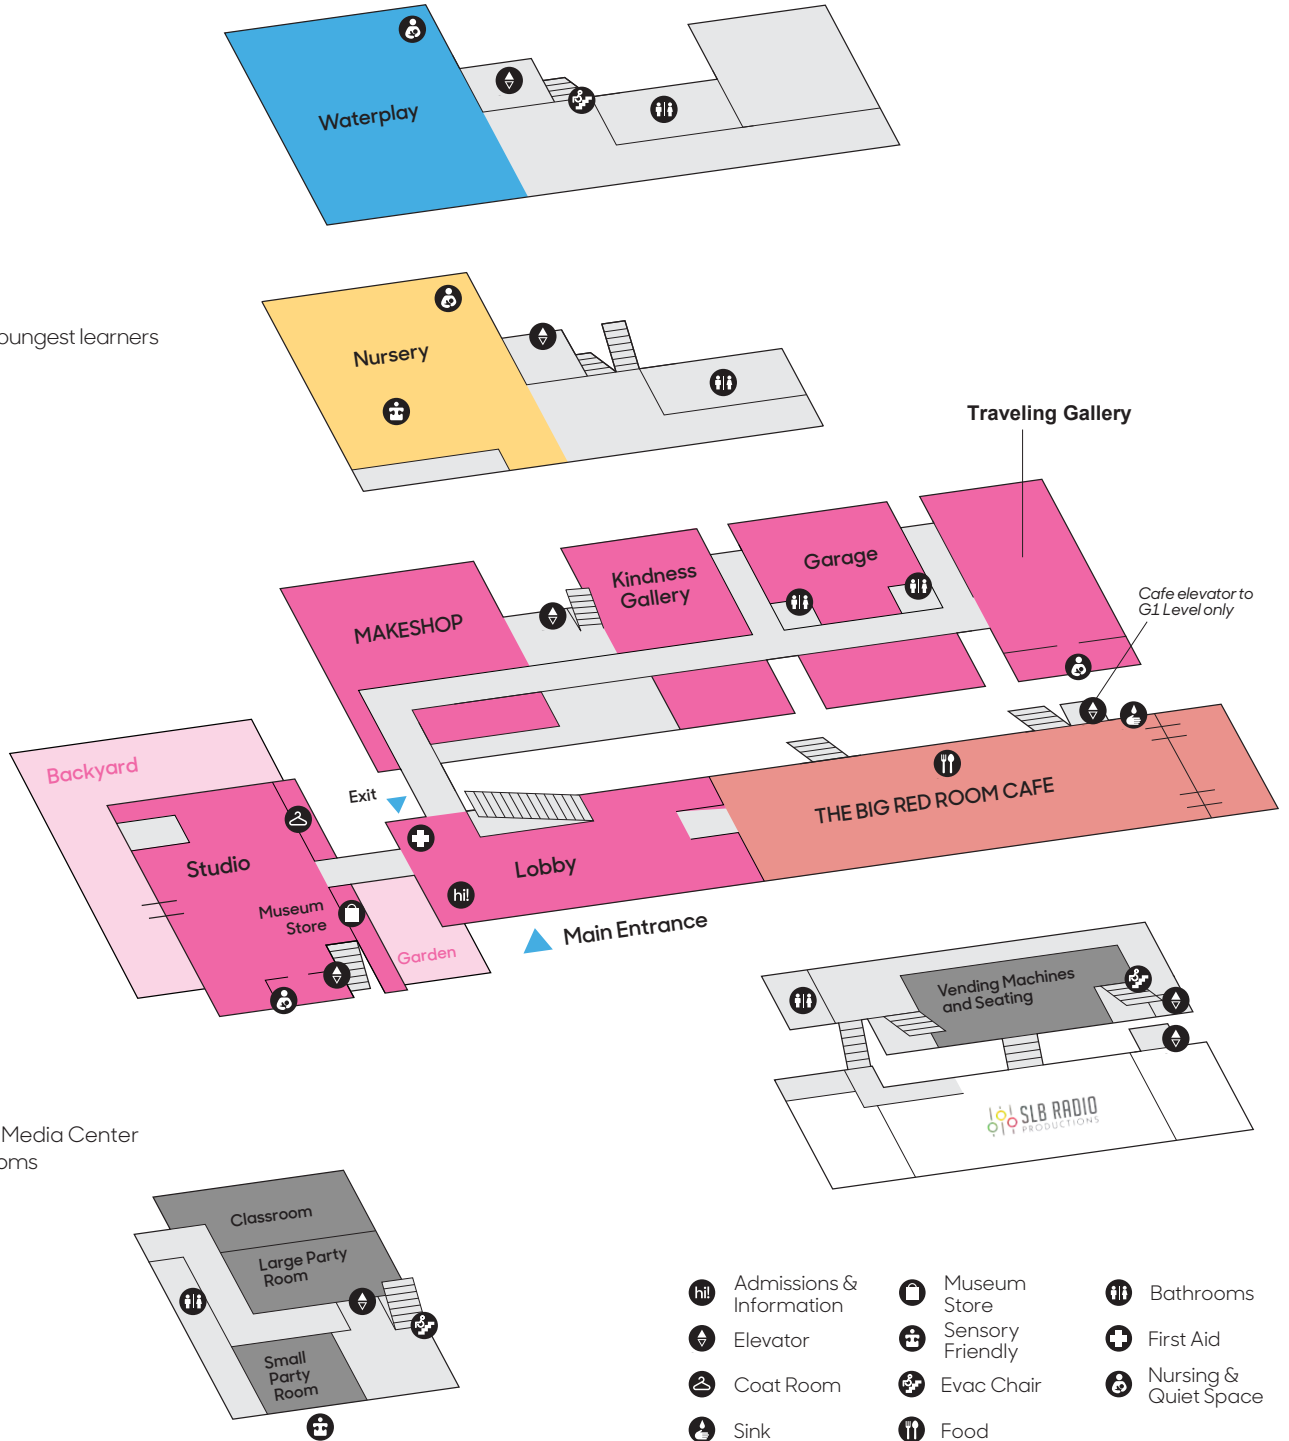 Waterplay
oungest learners
Nursery
Traveling Gallery
Kindness
Gallery
Garage
MAKESHOP
Cafe elevator to
G1 Level only
Backyard
Exit
THE BIG RED ROOM CAFE
Studio
Lobby
Museum
Store
Garden
Main Entrance
Vending Machines
and Seating
SLB RADIO
PRODUCTIONS
Media Center
oms
Classroom
Large Party
Room
Small
Party
Room
hi!
hi!
Admissions &
Information
Museum
Store
Bathrooms
Elevator
Sensory
Friendly
First Aid
Coat Room
Evac Chair
Nursing &
Quiet Space
Sink
Food